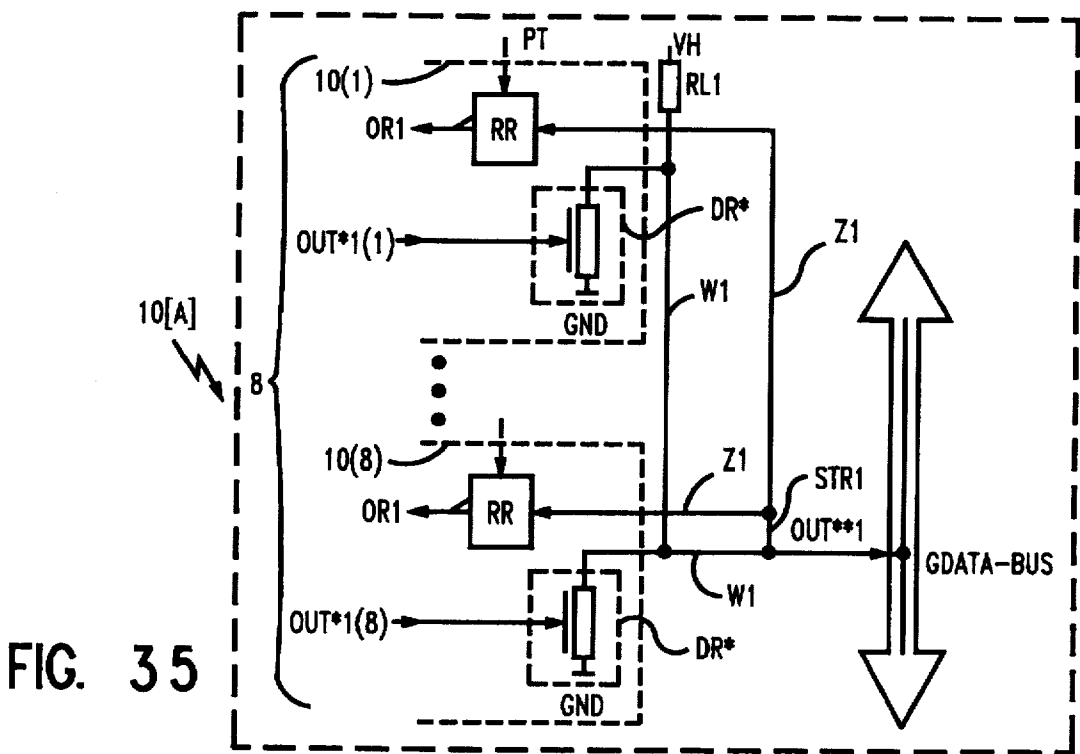 PT
VH
10(1)
RL1
OR1
RR
DR*
OUT*1(1)
Z1
W1
GND
10[A]
8
10(8)
Z1
STR1
OR1
RR
OUT**1
GDATA-BUS
W1
OUT*1(8)
DR*
GND
FIG. 35